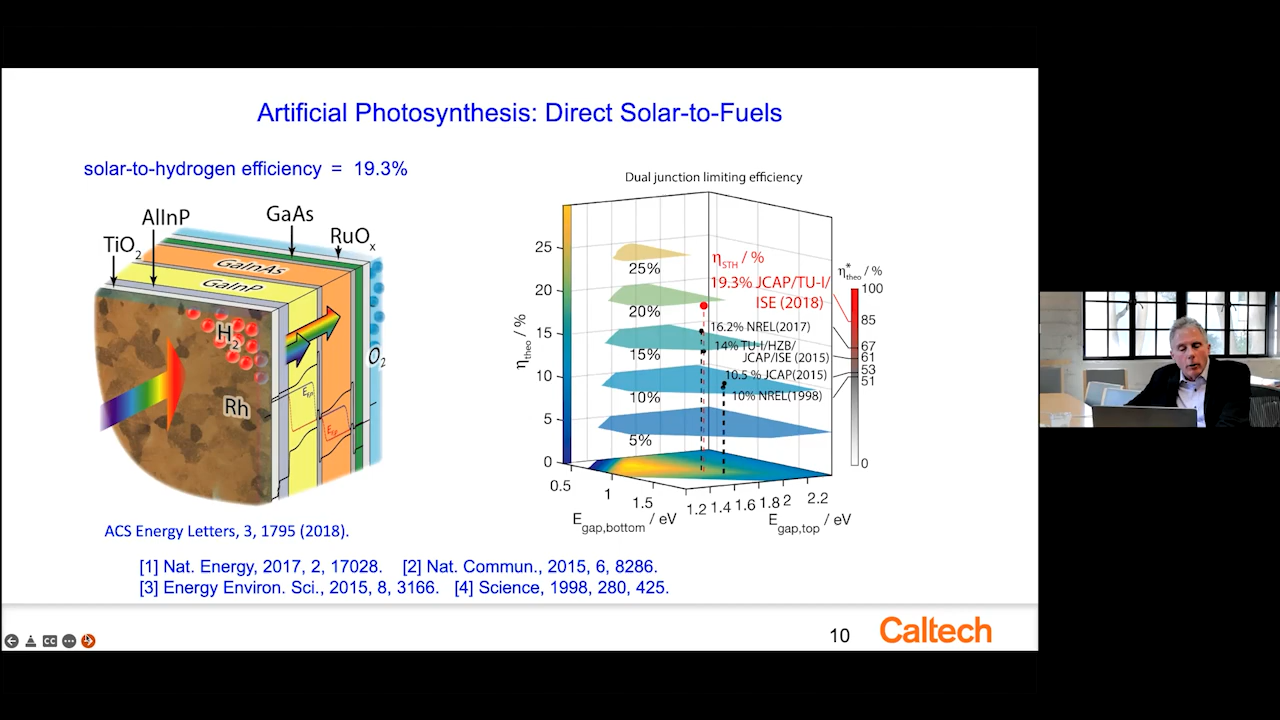 Artificial Photosynthesis: Direct Solar-to-Fuels
solar-to-hydrogen efficiency = 19.3%
AlInP
GaAs
TiO2
RuOx
GaInAs
GaInP
H2
O2
Rh
ACS Energy Letters, 3, 1795 (2018).
Dual junction limiting efficiency
ηtheo / %
25
20
15
10
5
0
25%
20%
15%
10%
5%
ηSTH / %
19.3% JCAP/TU-I/
ISE (2018)
16.2% NREL(2017)
14% TU-I/HZB/
JCAP/ISE (2015)
10.5 % JCAP(2015)
10% NREL(1998)
η*theo / %
100
85
67
61
53
51
0
0.5
1
1.5
1.2 1.4 1.6 1.8 2 2.2
Egap,bottom / eV
Egap,top / eV
[1] Nat. Energy, 2017, 2, 17028. [2] Nat. Commun., 2015, 6, 8286.
[3] Energy Environ. Sci., 2015, 8, 3166. [4] Science, 1998, 280, 425.
CC
10
Caltech